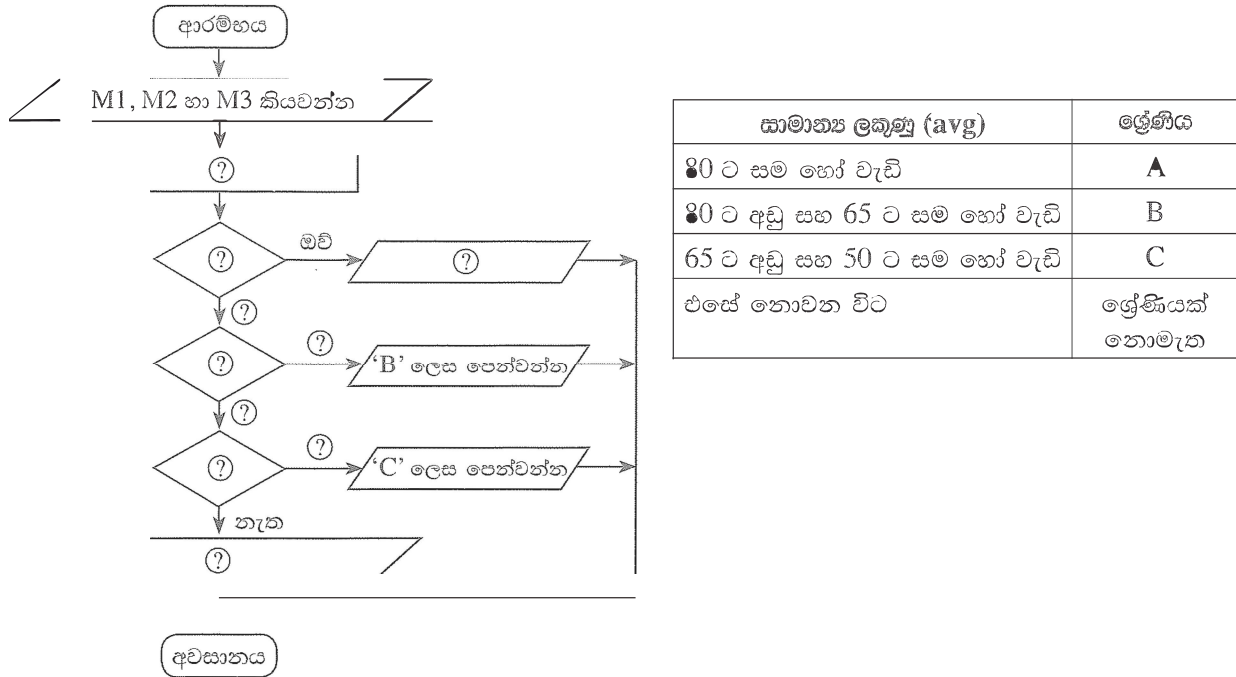 ආරම්භය
M1, M2 හා M3 කියවන්න
?
?
ඔව්
?
?
?
?
'B' ලෙස පෙන්වන්න
?
?
?
'C' ලෙස පෙන්වන්න
නැත
?
අවසානය
සාමාන්‍ය ලකුණු (avg) ශ්‍රේණිය
80 ට සම හෝ වැඩි A
80 ට අඩු සහ 65 ට සම හෝ වැඩි B
65 ට අඩු සහ 50 ට සම හෝ වැඩි C
එසේ නොවන විට ශ්‍රේණියක්
නොමැත